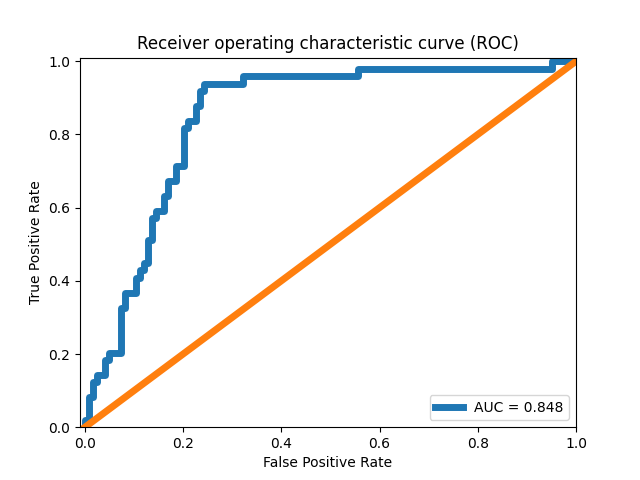 Receiver operating characteristic curve (ROC)
True Positive Rate
1.0
0.8
0.6
0.4
0.2
0.0
0.0 0.2 0.4 0.6 0.8 1.0
False Positive Rate
AUC = 0.848